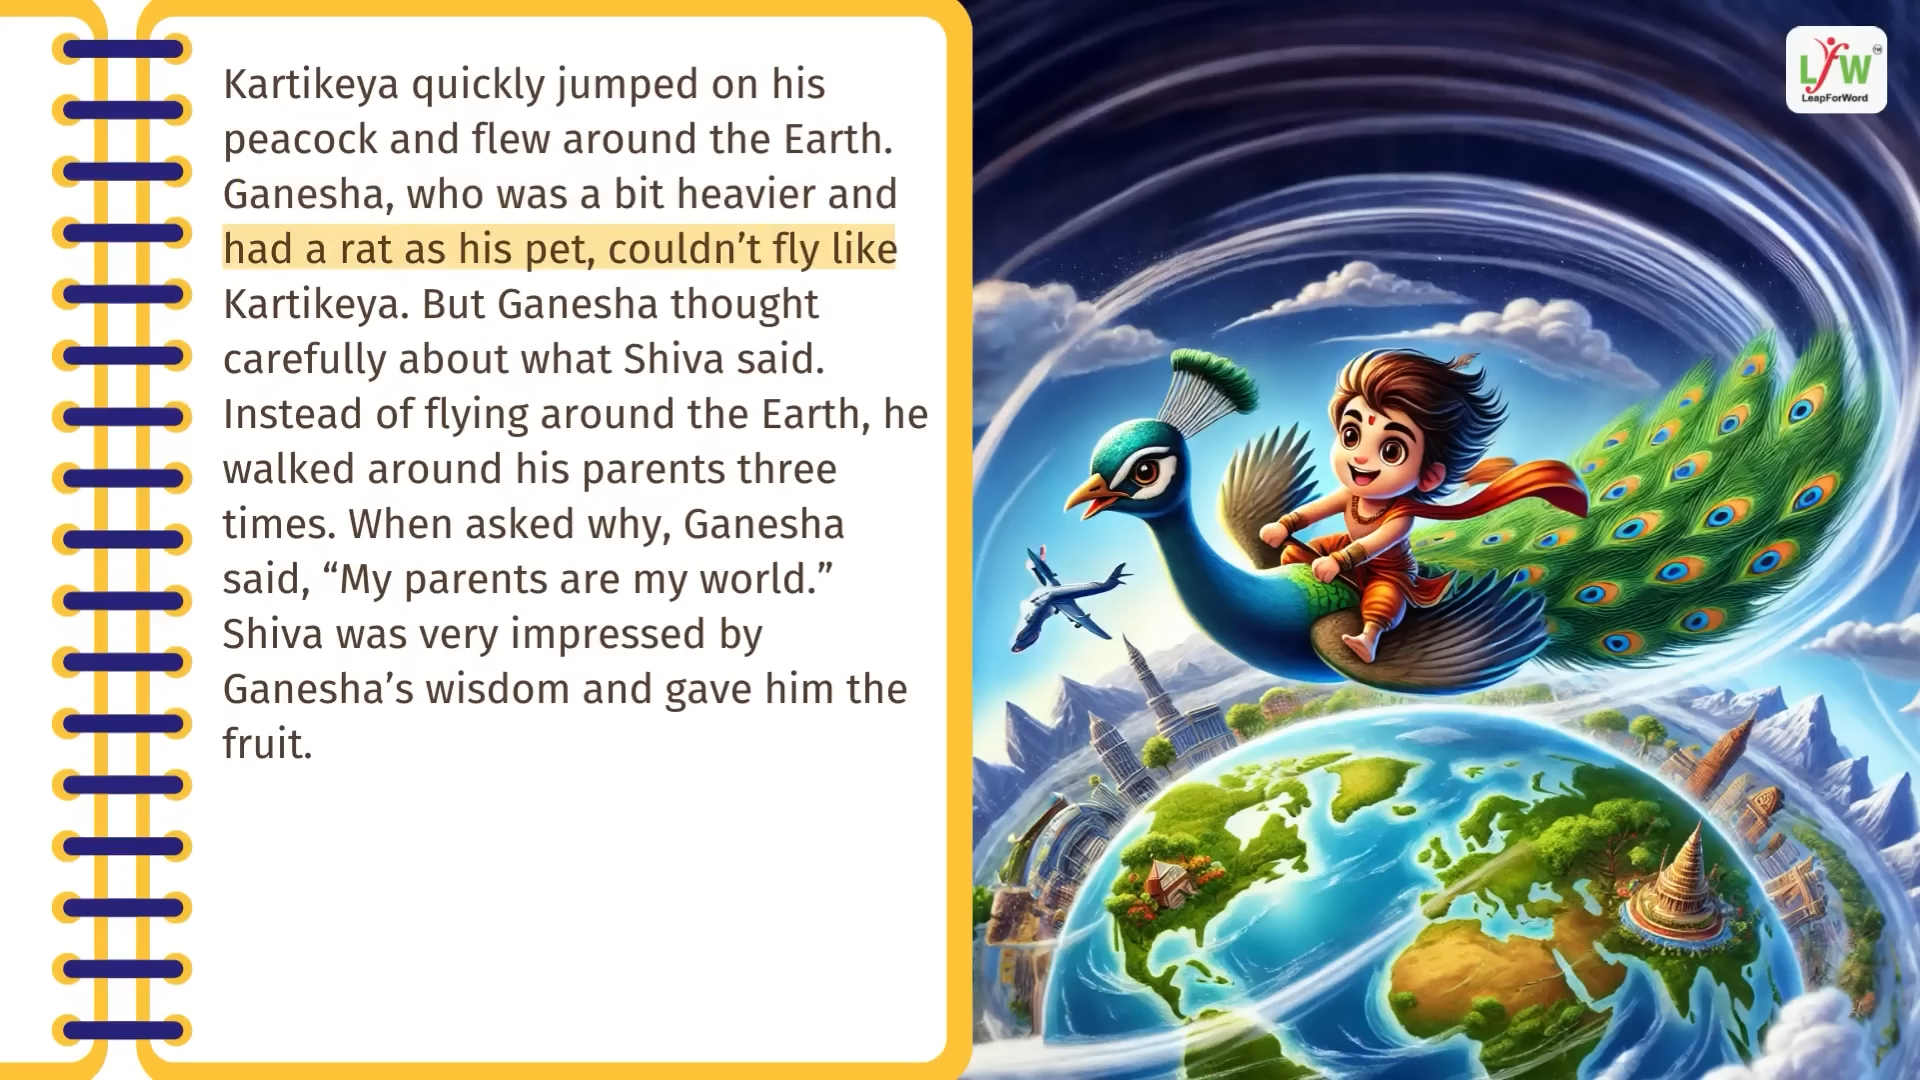 Kartikeya quickly jumped on his
peacock and flew around the Earth.
Ganesha, who was a bit heavier and
had a rat as his pet, couldn’t fly like
Kartikeya. But Ganesha thought
carefully about what Shiva said.
Instead of flying around the Earth, he
walked around his parents three
times. When asked why, Ganesha
said, “My parents are my world.”
Shiva was very impressed by
Ganesha’s wisdom and gave him the
fruit.
LfW
TM
LeapForWord